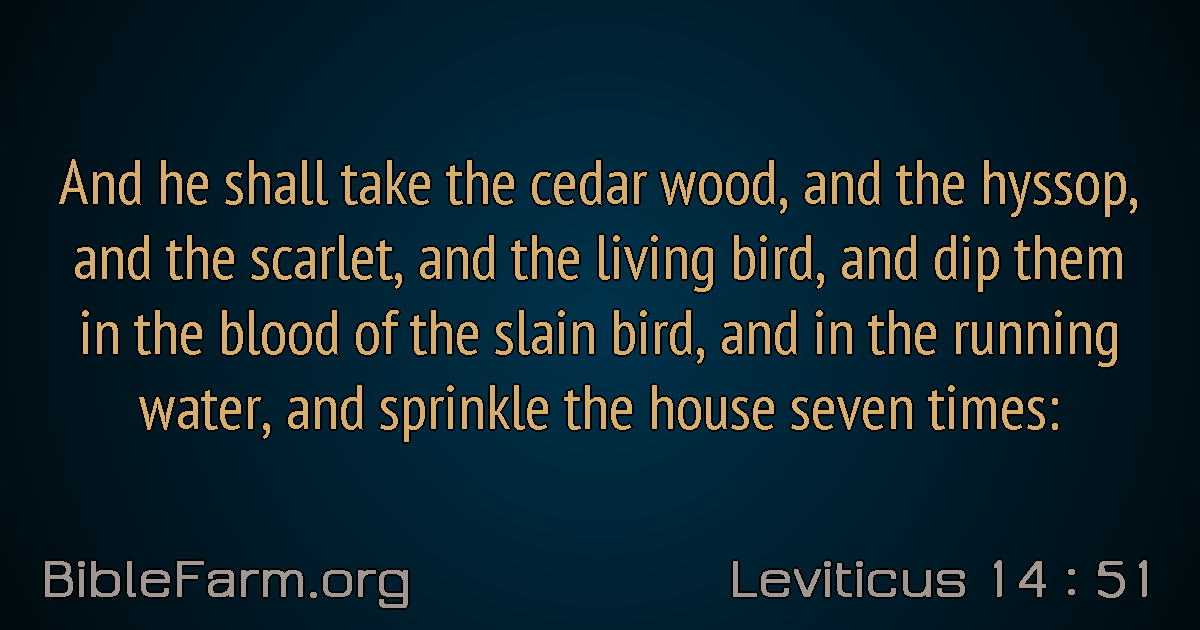 And he shall take the cedar wood, and the hyssop,
and the scarlet, and the living bird, and dip them
in the blood of the slain bird, and in the running
water, and sprinkle the house seven times:
BibleFarm.org
Leviticus 14 : 51